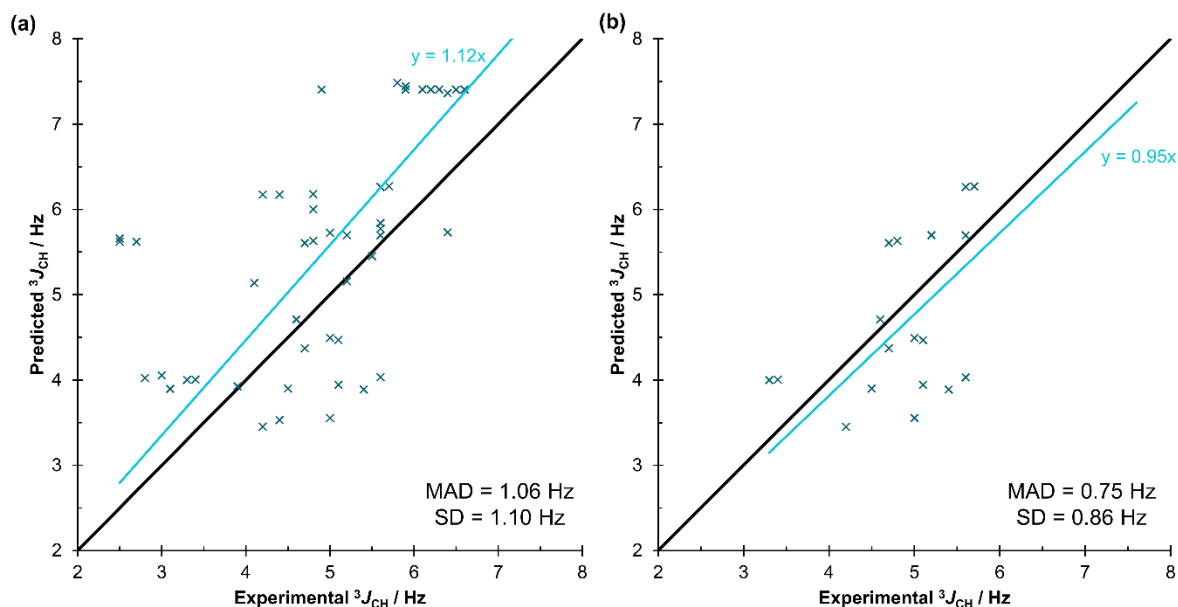 (a)
y = 1.12x
8
7
6
5
4
3
2
Predicted ³J_CH / Hz
MAD = 1.06 Hz
SD = 1.10 Hz
2 3 4 5 6 7 8
Experimental ³J_CH / Hz
(b)
y = 0.95x
8
7
6
5
4
3
2
Predicted ³J_CH / Hz
MAD = 0.75 Hz
SD = 0.86 Hz
2 3 4 5 6 7 8
Experimental ³J_CH / Hz